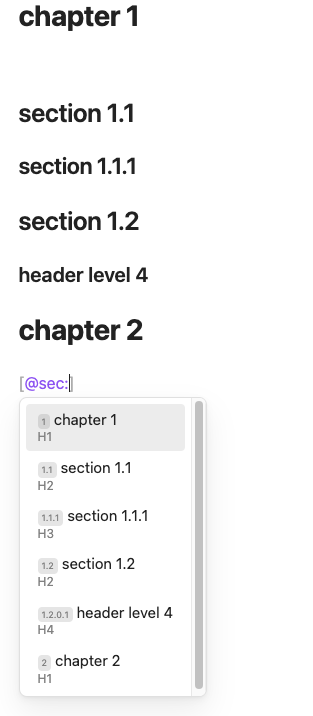 chapter 1
section 1.1
section 1.1.1
section 1.2
header level 4
chapter 2
[@sec:]
1 chapter 1
H1
1.1 section 1.1
H2
1.1.1 section 1.1.1
H3
1.2 section 1.2
H2
1.2.0.1 header level 4
H4
2 chapter 2
H1